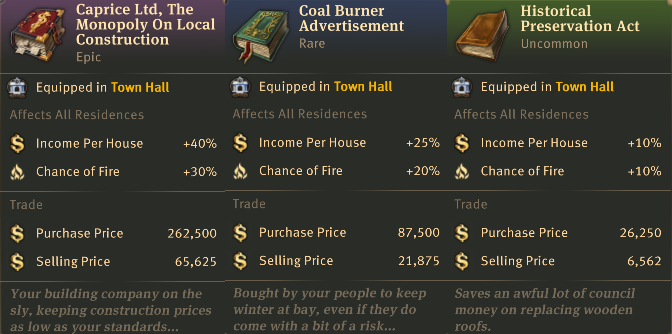 Caprice Ltd, The
Monopoly On Local
Construction
Epic
Equipped in Town Hall
Affects All Residences
Income Per House +40%
Chance of Fire +30%
Trade
Purchase Price 262,500
Selling Price 65,625
Your building company on the
sly, keeping construction prices
as low as your standards...
Coal Burner
Advertisement
Rare
Equipped in Town Hall
Affects All Residences
Income Per House +25%
Chance of Fire +20%
Trade
Purchase Price 87,500
Selling Price 21,875
Bought by your people to keep
winter at bay, even if they do
come with a bit of a risk...
Historical
Preservation Act
Uncommon
Equipped in Town Hall
Affects All Residences
Income Per House +10%
Chance of Fire +10%
Trade
Purchase Price 26,250
Selling Price 6,562
Saves an awful lot of council
money on replacing wooden
roofs.